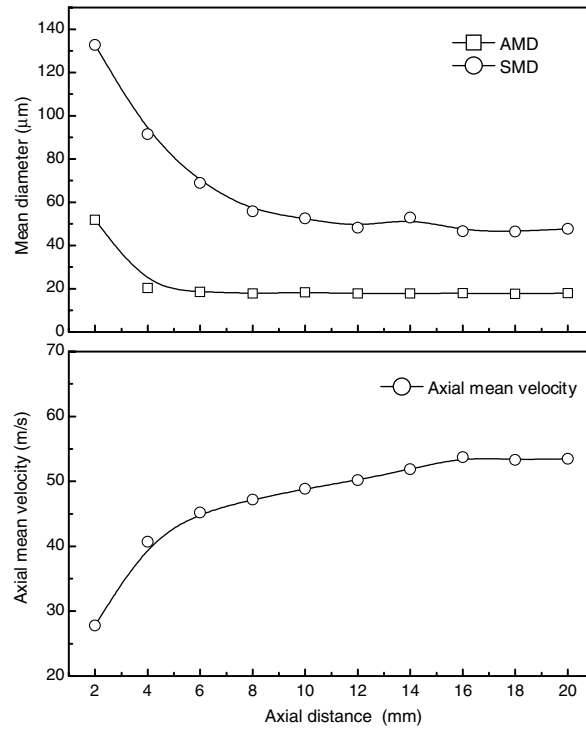 AMD
SMD
140
120
100
80
60
40
20
0
Mean diameter (μm)
Axial mean velocity
70
60
50
40
30
20
Axial mean velocity (m/s)
2 4 6 8 10 12 14 16 18 20
Axial distance (mm)